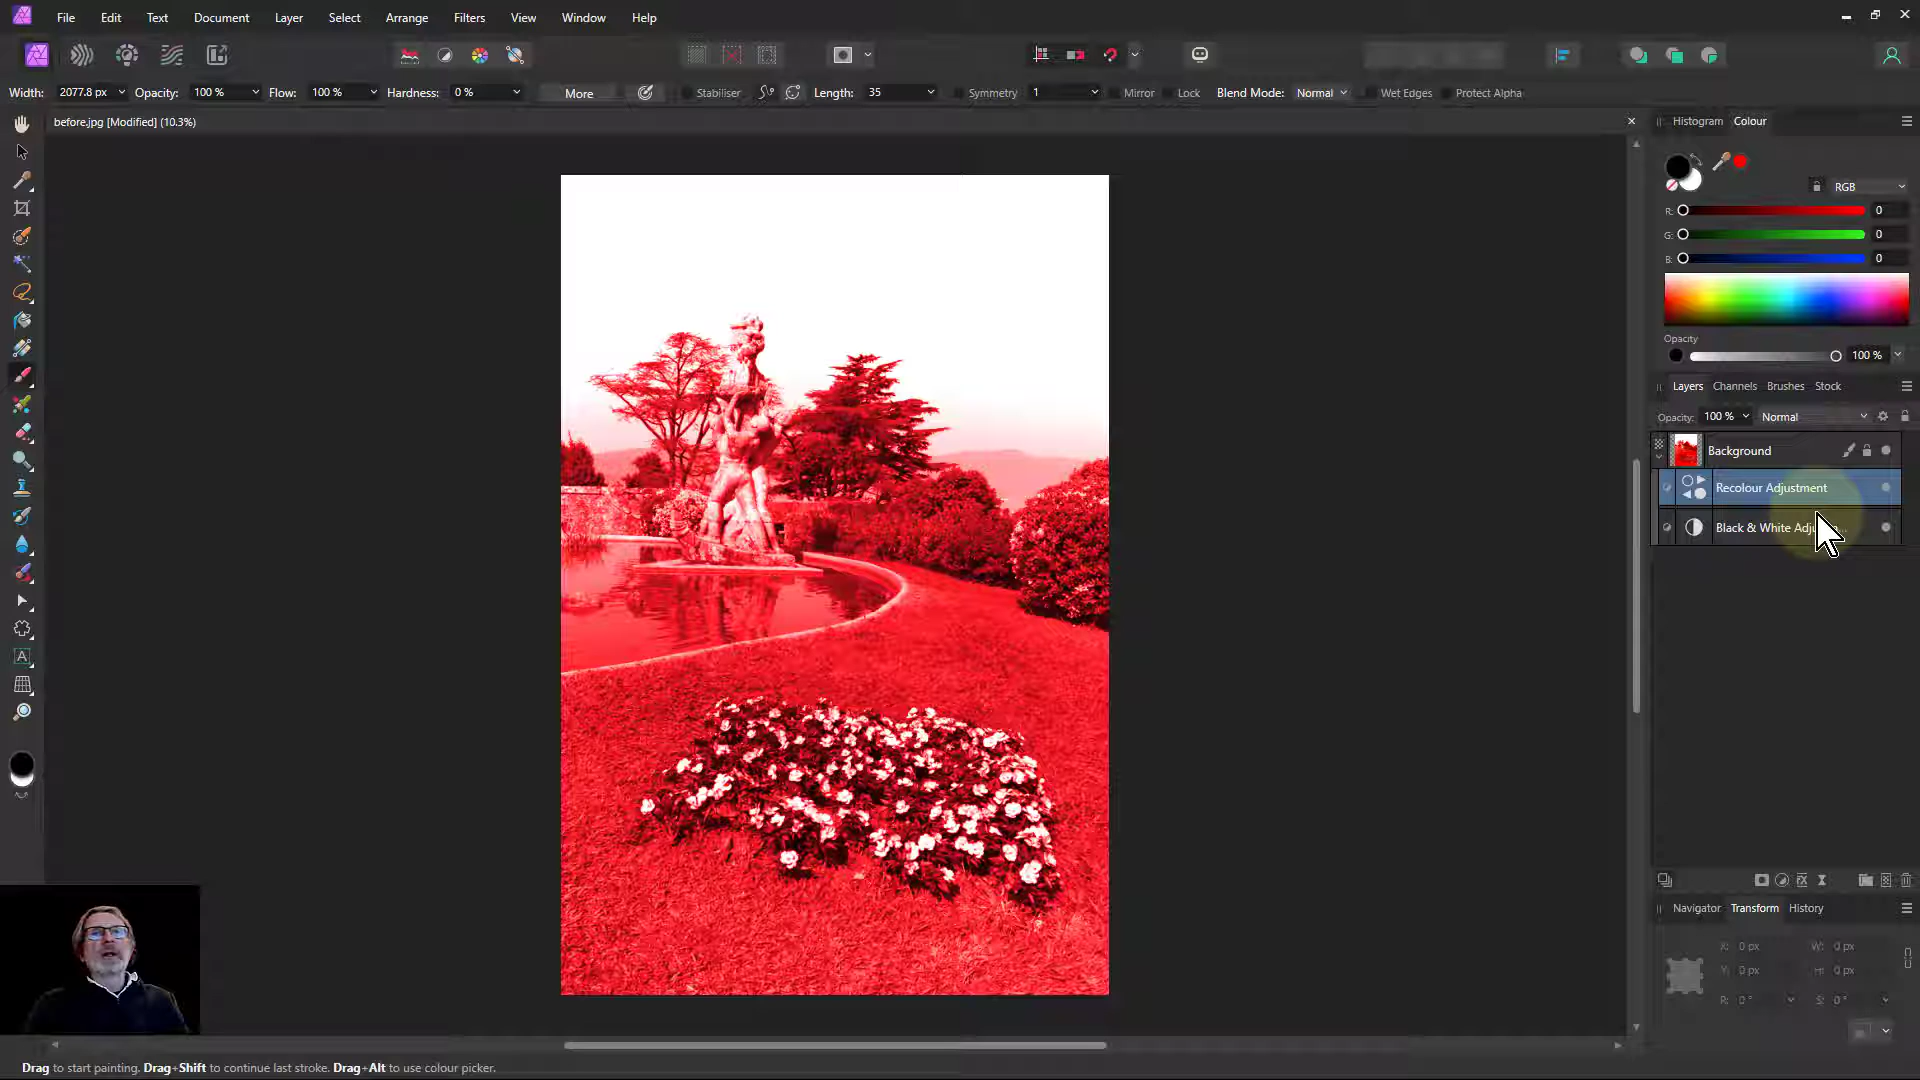 File Edit Text Document Layer Select Arrange Filters View Window Help
Width: 2077.8 px Opacity: 100 % Flow: 100 % Hardness: 0 % More Stabiliser Length: 35 Symmetry 1 Mirror Lock Blend Mode: Normal Wet Edges Protect Alpha
before.jpg [Modified] (10.3%)
Histogram Colour
RGB
R: 0
G: 0
B: 0
Opacity
100 %
Layers Channels Brushes Stock
Opacity: 100 % Normal
Background
Recolour Adjustment
Black & White Adju
Navigator Transform History
X: 0 px W: 0 px
Y: 0 px H: 0 px
R: 0 ° S: 0 °
Drag to start painting. Drag+Shift to continue last stroke. Drag+Alt to use colour picker.